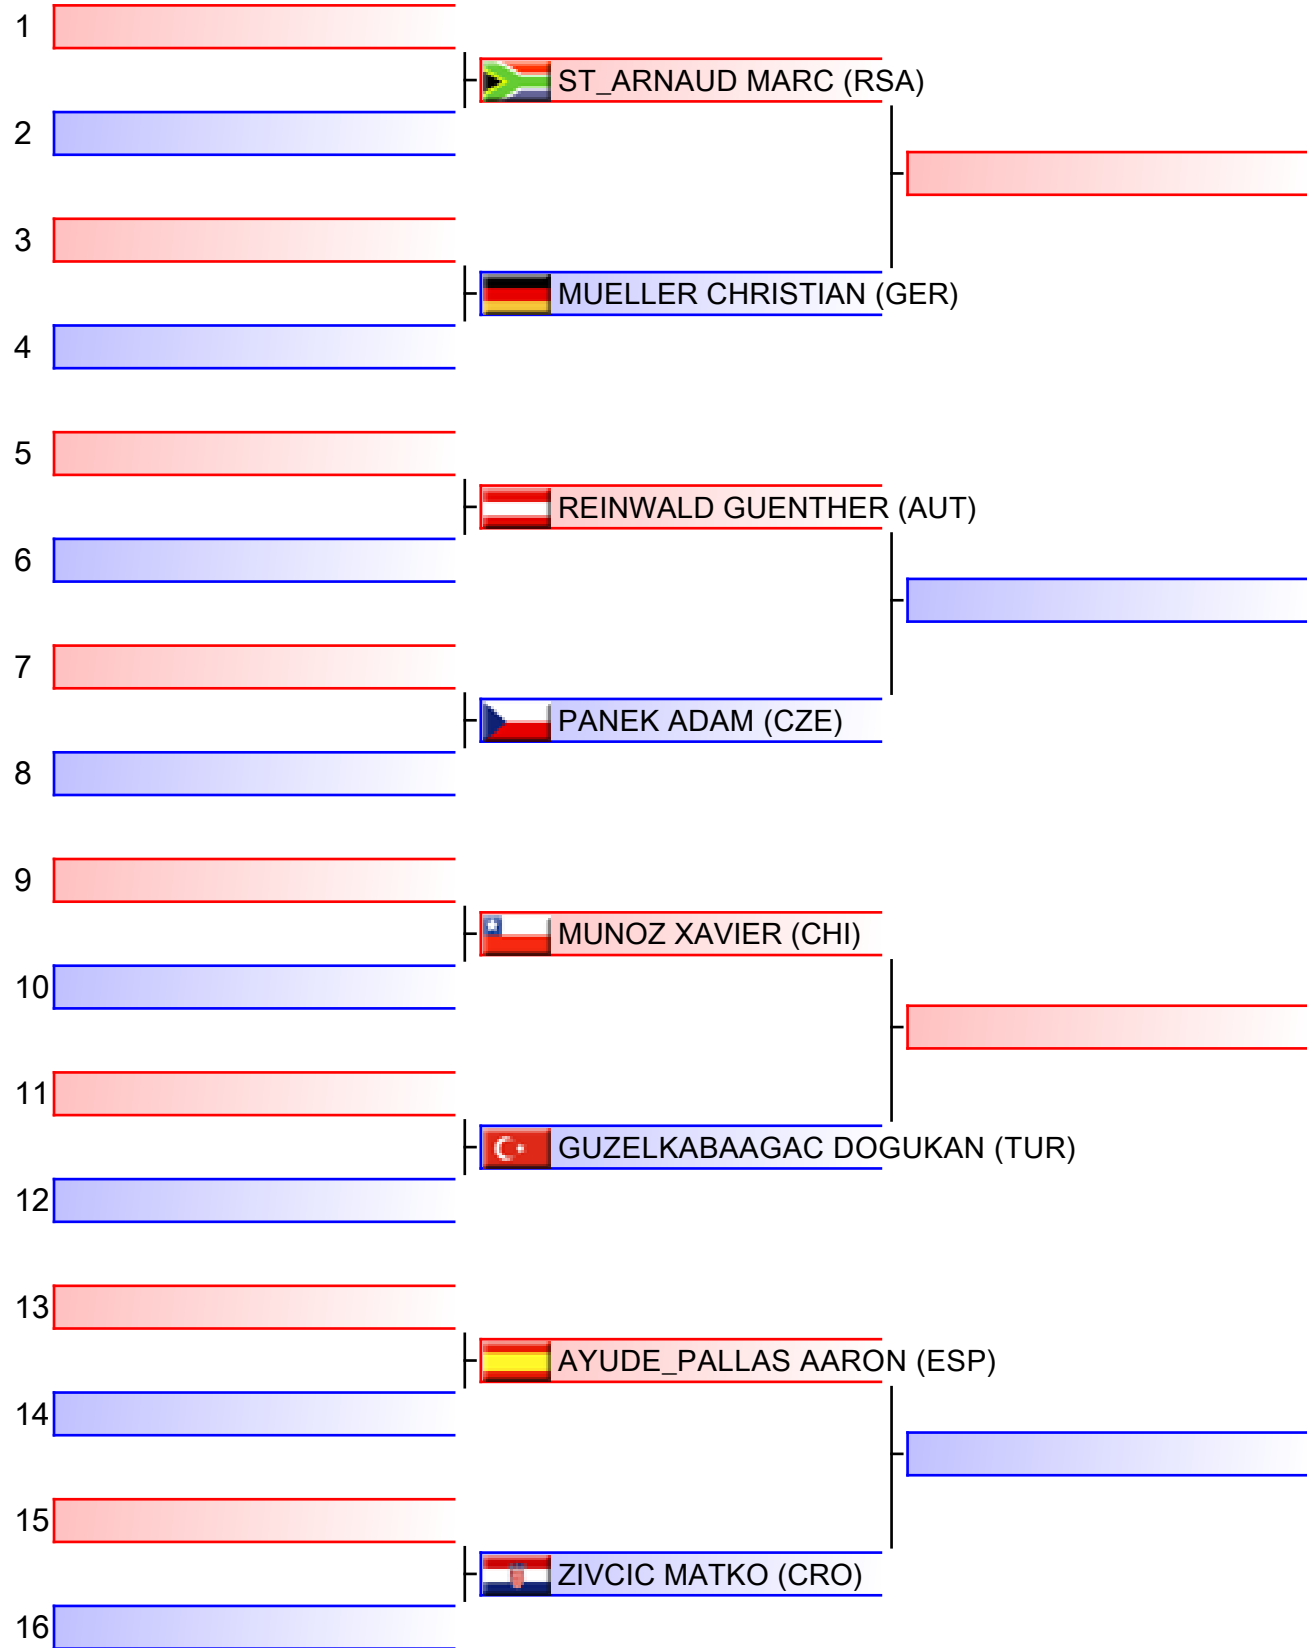 1
ST_ARNAUD MARC (RSA)
2
3
MUELLER CHRISTIAN (GER)
4
5
REINWALD GUENTHER (AUT)
6
7
PANEK ADAM (CZE)
8
9
MUNOZ XAVIER (CHI)
10
11
GUZELKABAAGAC DOGUKAN (TUR)
12
13
AYUDE_PALLAS AARON (ESP)
14
15
ZIVCIC MATKO (CRO)
16